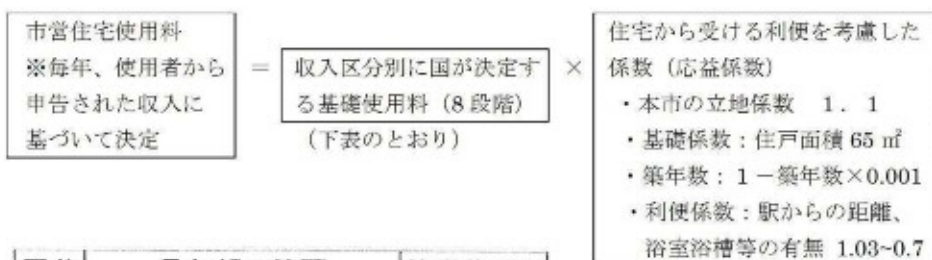 市営住宅使用料
※毎年、使用者から
申告された収入に
基づいて決定
=
収入区分別に国が決定す
る基礎使用料（8段階）
（下表のとおり）
×
住宅から受ける利便を考慮した
係数（応益係数）
・本市の立地係数　1．1
・基礎係数：住戸面積 65 ㎡
・築年数：1－築年数×0.001
・利便係数：駅からの距離、
浴室浴槽等の有無 1.03~0.7